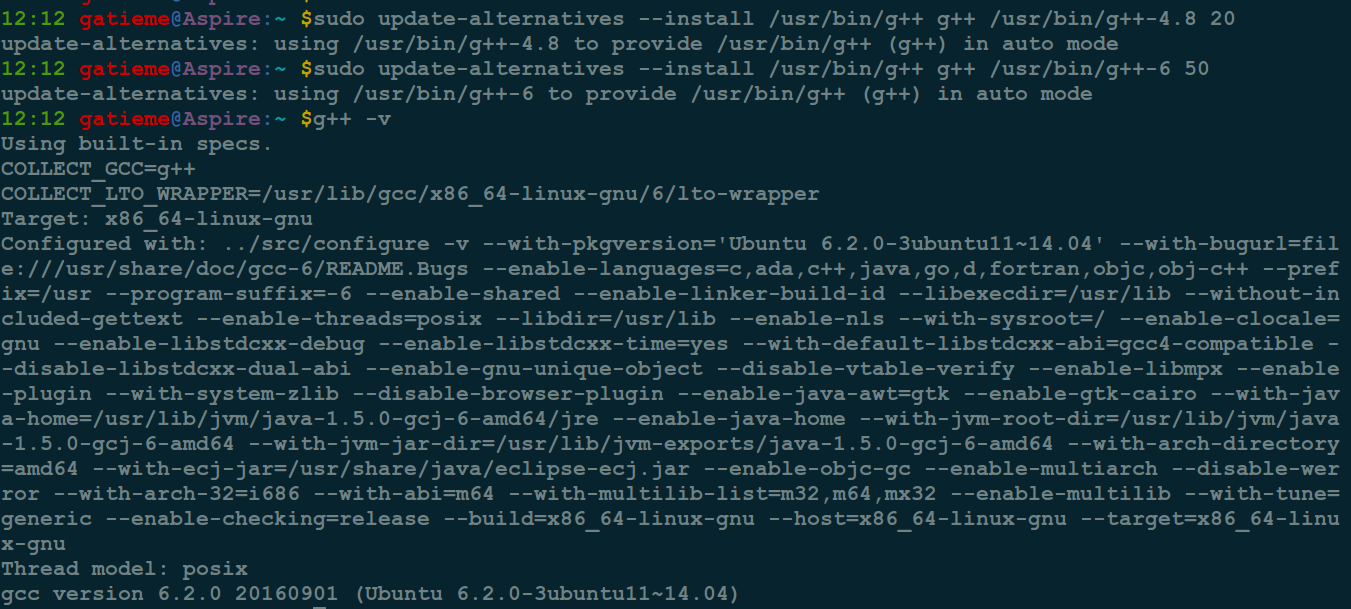 12:12 gatieme@Aspire:~ $sudo update-alternatives --install /usr/bin/g++ g++ /usr/bin/g++-4.8 20
update-alternatives: using /usr/bin/g++-4.8 to provide /usr/bin/g++ (g++) in auto mode
12:12 gatieme@Aspire:~ $sudo update-alternatives --install /usr/bin/g++ g++ /usr/bin/g++-6 50
update-alternatives: using /usr/bin/g++-6 to provide /usr/bin/g++ (g++) in auto mode
12:12 gatieme@Aspire:~ $g++ -v
Using built-in specs.
COLLECT_GCC=g++
COLLECT_LTO_WRAPPER=/usr/lib/gcc/x86_64-linux-gnu/6/lto-wrapper
Target: x86_64-linux-gnu
Configured with: ../src/configure -v --with-pkgversion='Ubuntu 6.2.0-3ubuntu11~14.04' --with-bugurl=fil
e:///usr/share/doc/gcc-6/README.Bugs --enable-languages=c,ada,c++,java,go,d,fortran,objc,obj-c++ --pref
ix=/usr --program-suffix=-6 --enable-shared --enable-linker-build-id --libexecdir=/usr/lib --without-in
cluded-gettext --enable-threads=posix --libdir=/usr/lib --enable-nls --with-sysroot=/ --enable-clocale=
gnu --enable-libstdcxx-debug --enable-libstdcxx-time=yes --with-default-libstdcxx-abi=gcc4-compatible -
-disable-libstdcxx-dual-abi --enable-gnu-unique-object --disable-vtable-verify --enable-libmpx --enable
-plugin --with-system-zlib --disable-browser-plugin --enable-java-awt=gtk --enable-gtk-cairo --with-jav
a-home=/usr/lib/jvm/java-1.5.0-gcj-6-amd64/jre --enable-java-home --with-jvm-root-dir=/usr/lib/jvm/java
-1.5.0-gcj-6-amd64 --with-jvm-jar-dir=/usr/lib/jvm-exports/java-1.5.0-gcj-6-amd64 --with-arch-directory
=amd64 --with-ecj-jar=/usr/share/java/eclipse-ecj.jar --enable-objc-gc --enable-multiarch --disable-wer
ror --with-arch-32=i686 --with-abi=m64 --with-multilib-list=m32,m64,mx32 --enable-multilib --with-tune=
generic --enable-checking=release --build=x86_64-linux-gnu --host=x86_64-linux-gnu --target=x86_64-linu
x-gnu
Thread model: posix
gcc version 6.2.0 20160901 (Ubuntu 6.2.0-3ubuntu11~14.04)